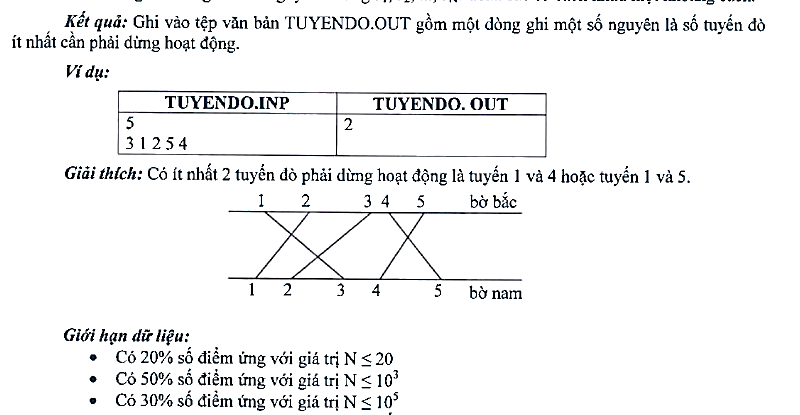 Kết quả: Ghi vào tệp văn bản TUYENDO.OUT gồm một dòng ghi một số nguyên là số tuyến đò
ít nhất cần phải dừng hoạt động.
Ví dụ:
TUYENDO.INP TUYENDO. OUT
5 2
3 1 2 5 4
Giải thích: Có ít nhất 2 tuyến dò phải dừng hoạt động là tuyến 1 và 4 hoặc tuyến 1 và 5.
1 2 3 4 5 bờ bắc
1 2 3 4 5 bờ nam
Giới hạn dữ liệu:
• Có 20% số điểm ứng với giá trị N ≤ 20
• Có 50% số điểm ứng với giá trị N ≤ 10³
• Có 30% số điểm ứng với giá trị N ≤ 10⁵